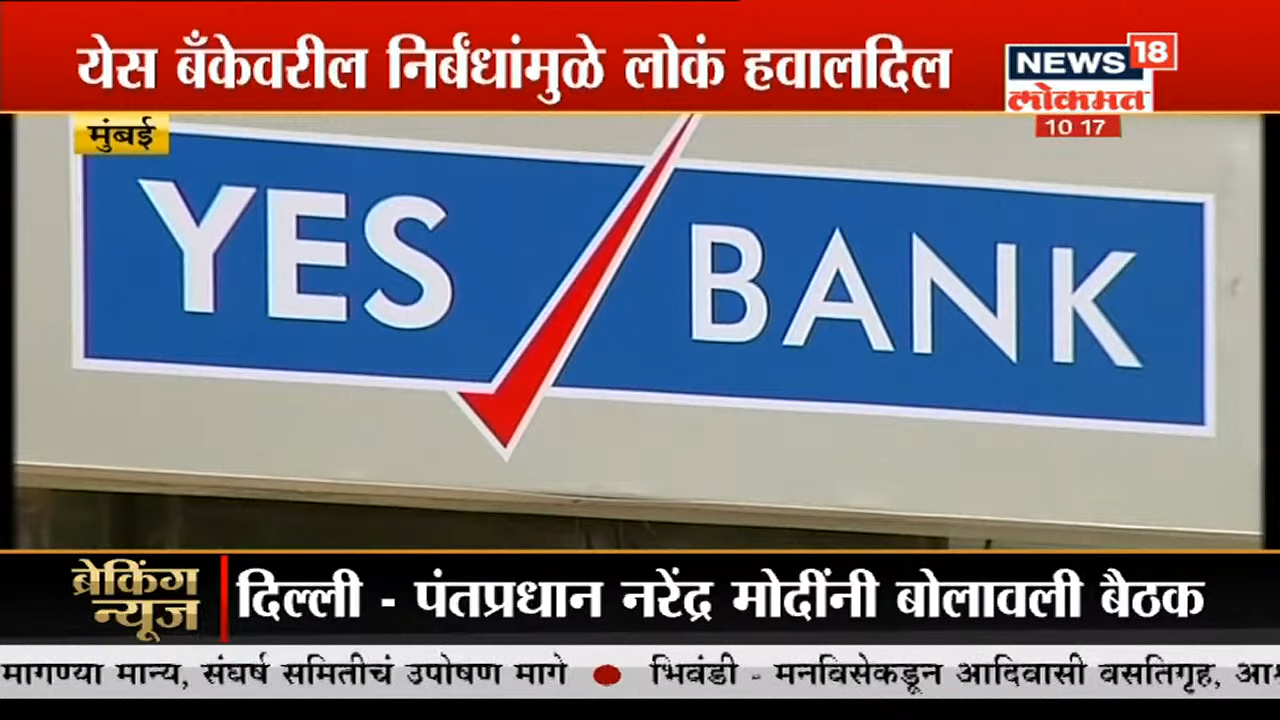 येस बँकेवरील निर्बंधांमुळे लोकं हवालदिल
NEWS 18
लोकमत
10 17
मुंबई
YES BANK
ब्रेकिंग
न्यूज
दिल्ली - पंतप्रधान नरेंद्र मोदींनी बोलावली बैठक
मागण्या मान्य, संघर्ष समितीचं उपोषण मागे ● भिवंडी - मनविसेकडून आदिवासी वसतिगृह,